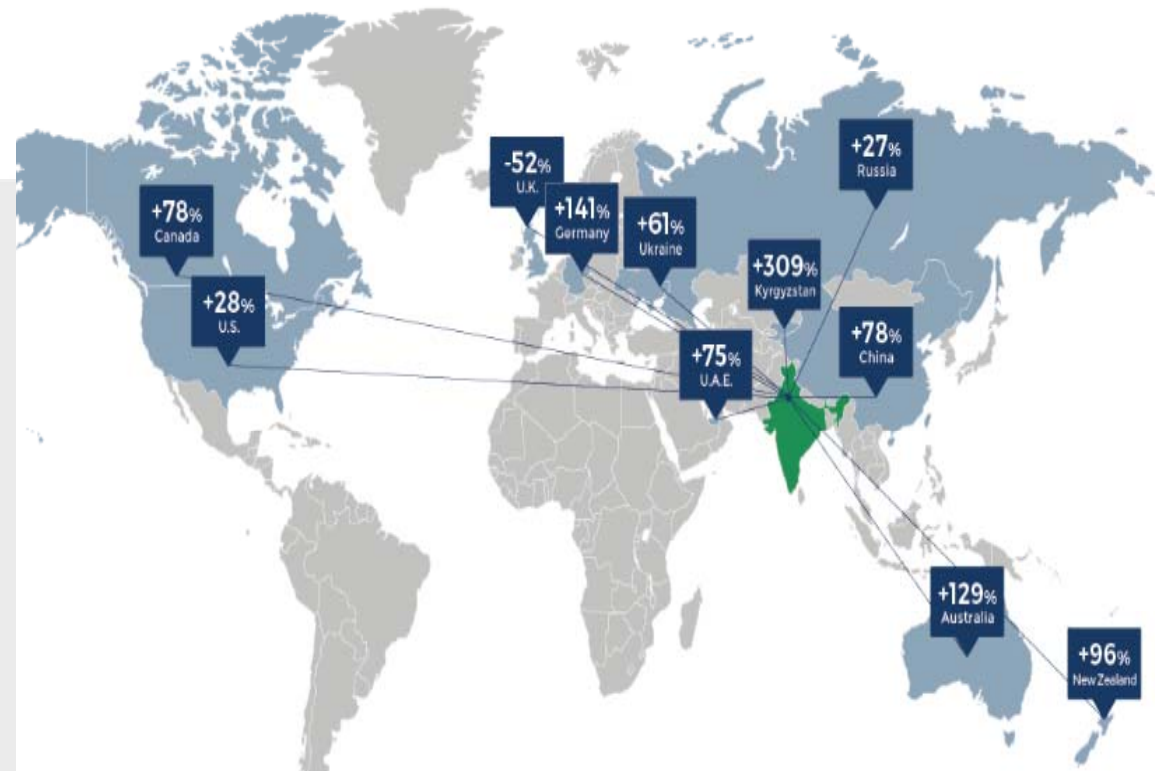 +27%
Russia
-52%
U.K.
+78%
Canada
+141%
Germany
+61%
Ukraine
+309%
Kyrgyzstan
+28%
U.S.
+78%
China
+75%
U.A.E.
+129%
Australia
+96%
New Zealand